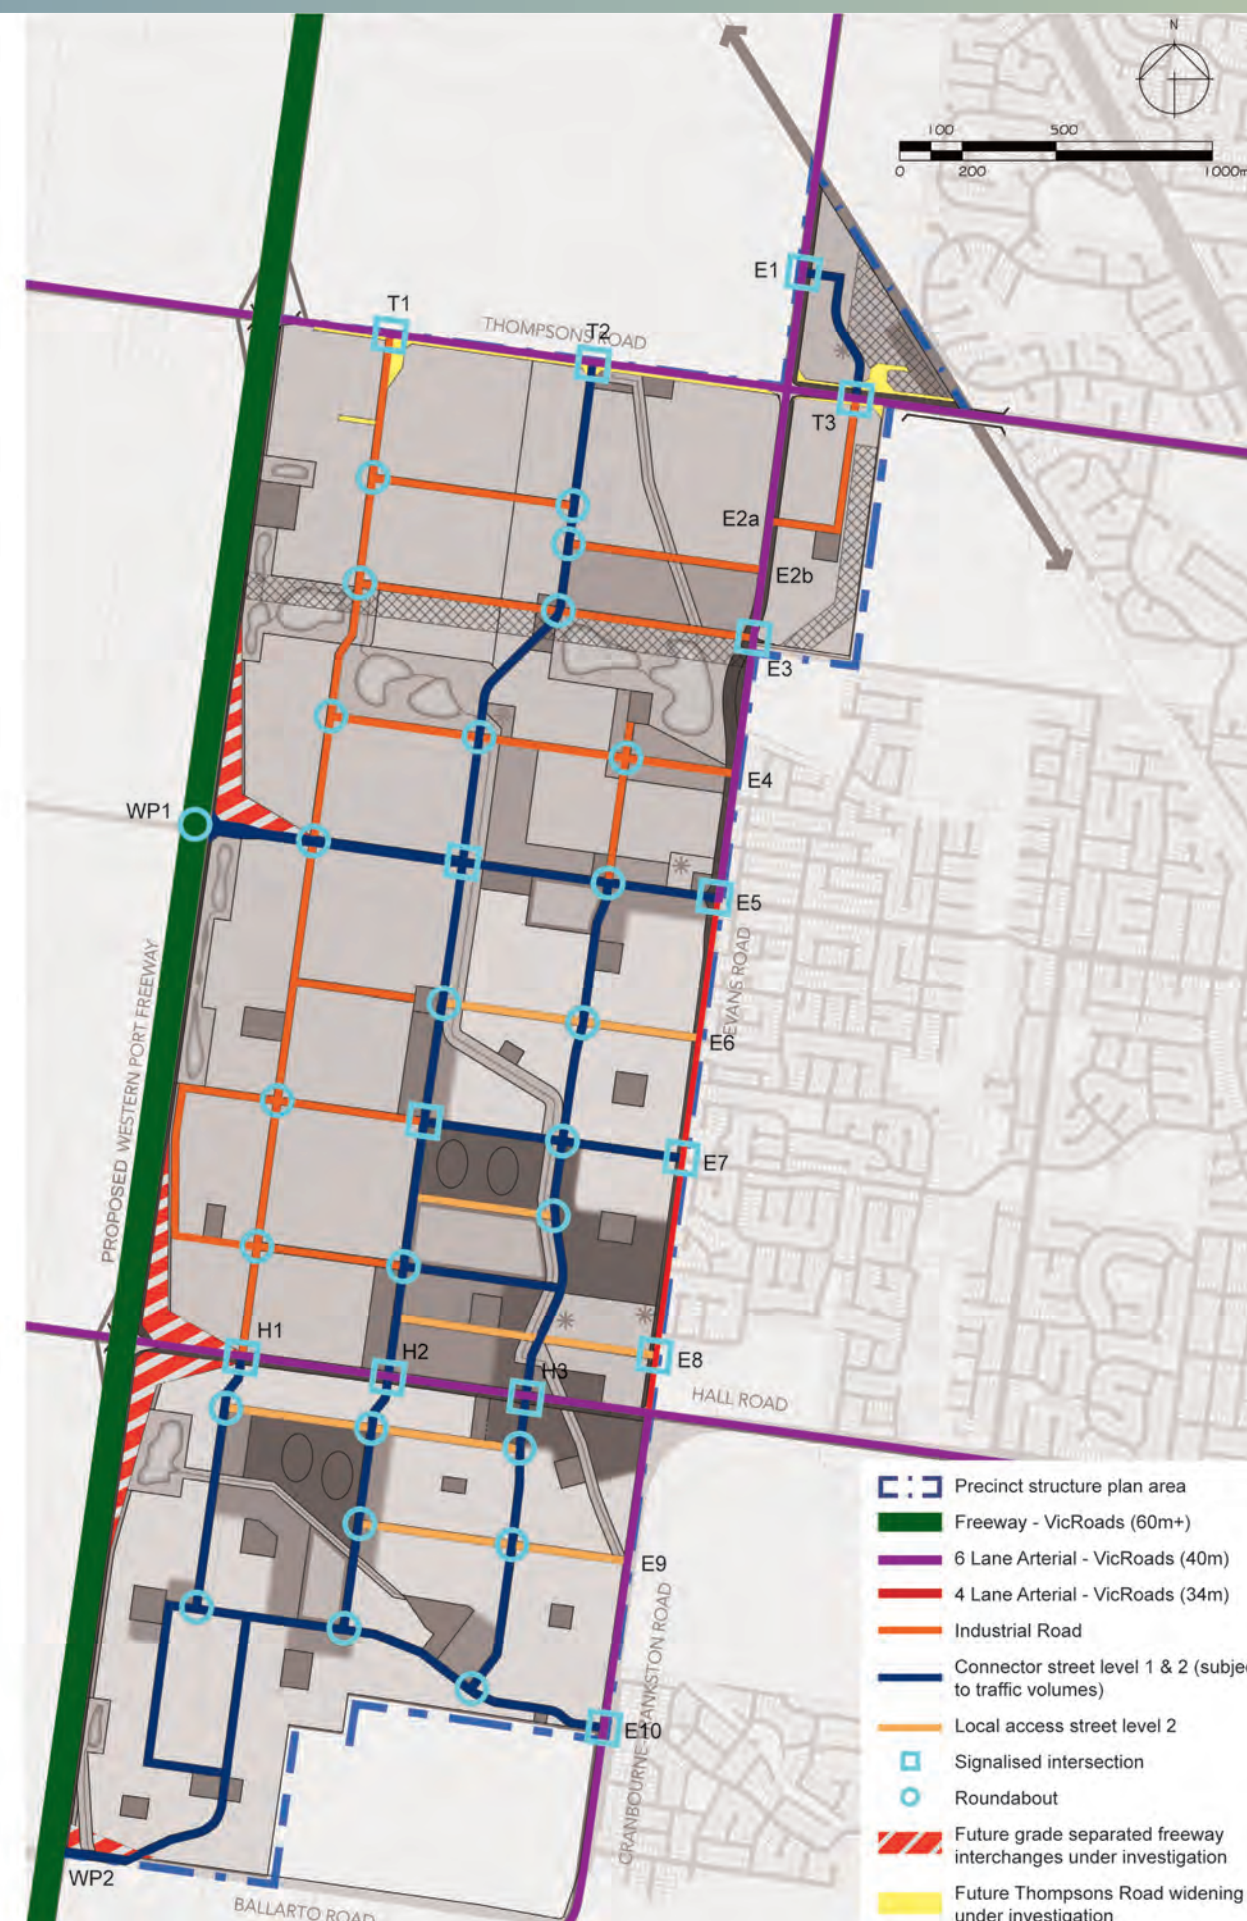 N
100
500
0
200
1000m
E1
T1
THOMPSONS ROAD
T2
T3
E2a
E2b
E3
E4
WP1
E5
EVANS ROAD
PROPOSED WESTERN PORT FREEWAY
E6
E7
H1
H2
E8
H3
HALL ROAD
E9
CRANBOURNE-FRANKSTON ROAD
E10
WP2
BALLARTO ROAD
Precinct structure plan area
Freeway - VicRoads (60m+)
6 Lane Arterial - VicRoads (40m)
4 Lane Arterial - VicRoads (34m)
Industrial Road
Connector street level 1 & 2 (subje
to traffic volumes)
Local access street level 2
Signalised intersection
Roundabout
Future grade separated freeway
interchanges under investigation
Future Thompsons Road widening
under investigation